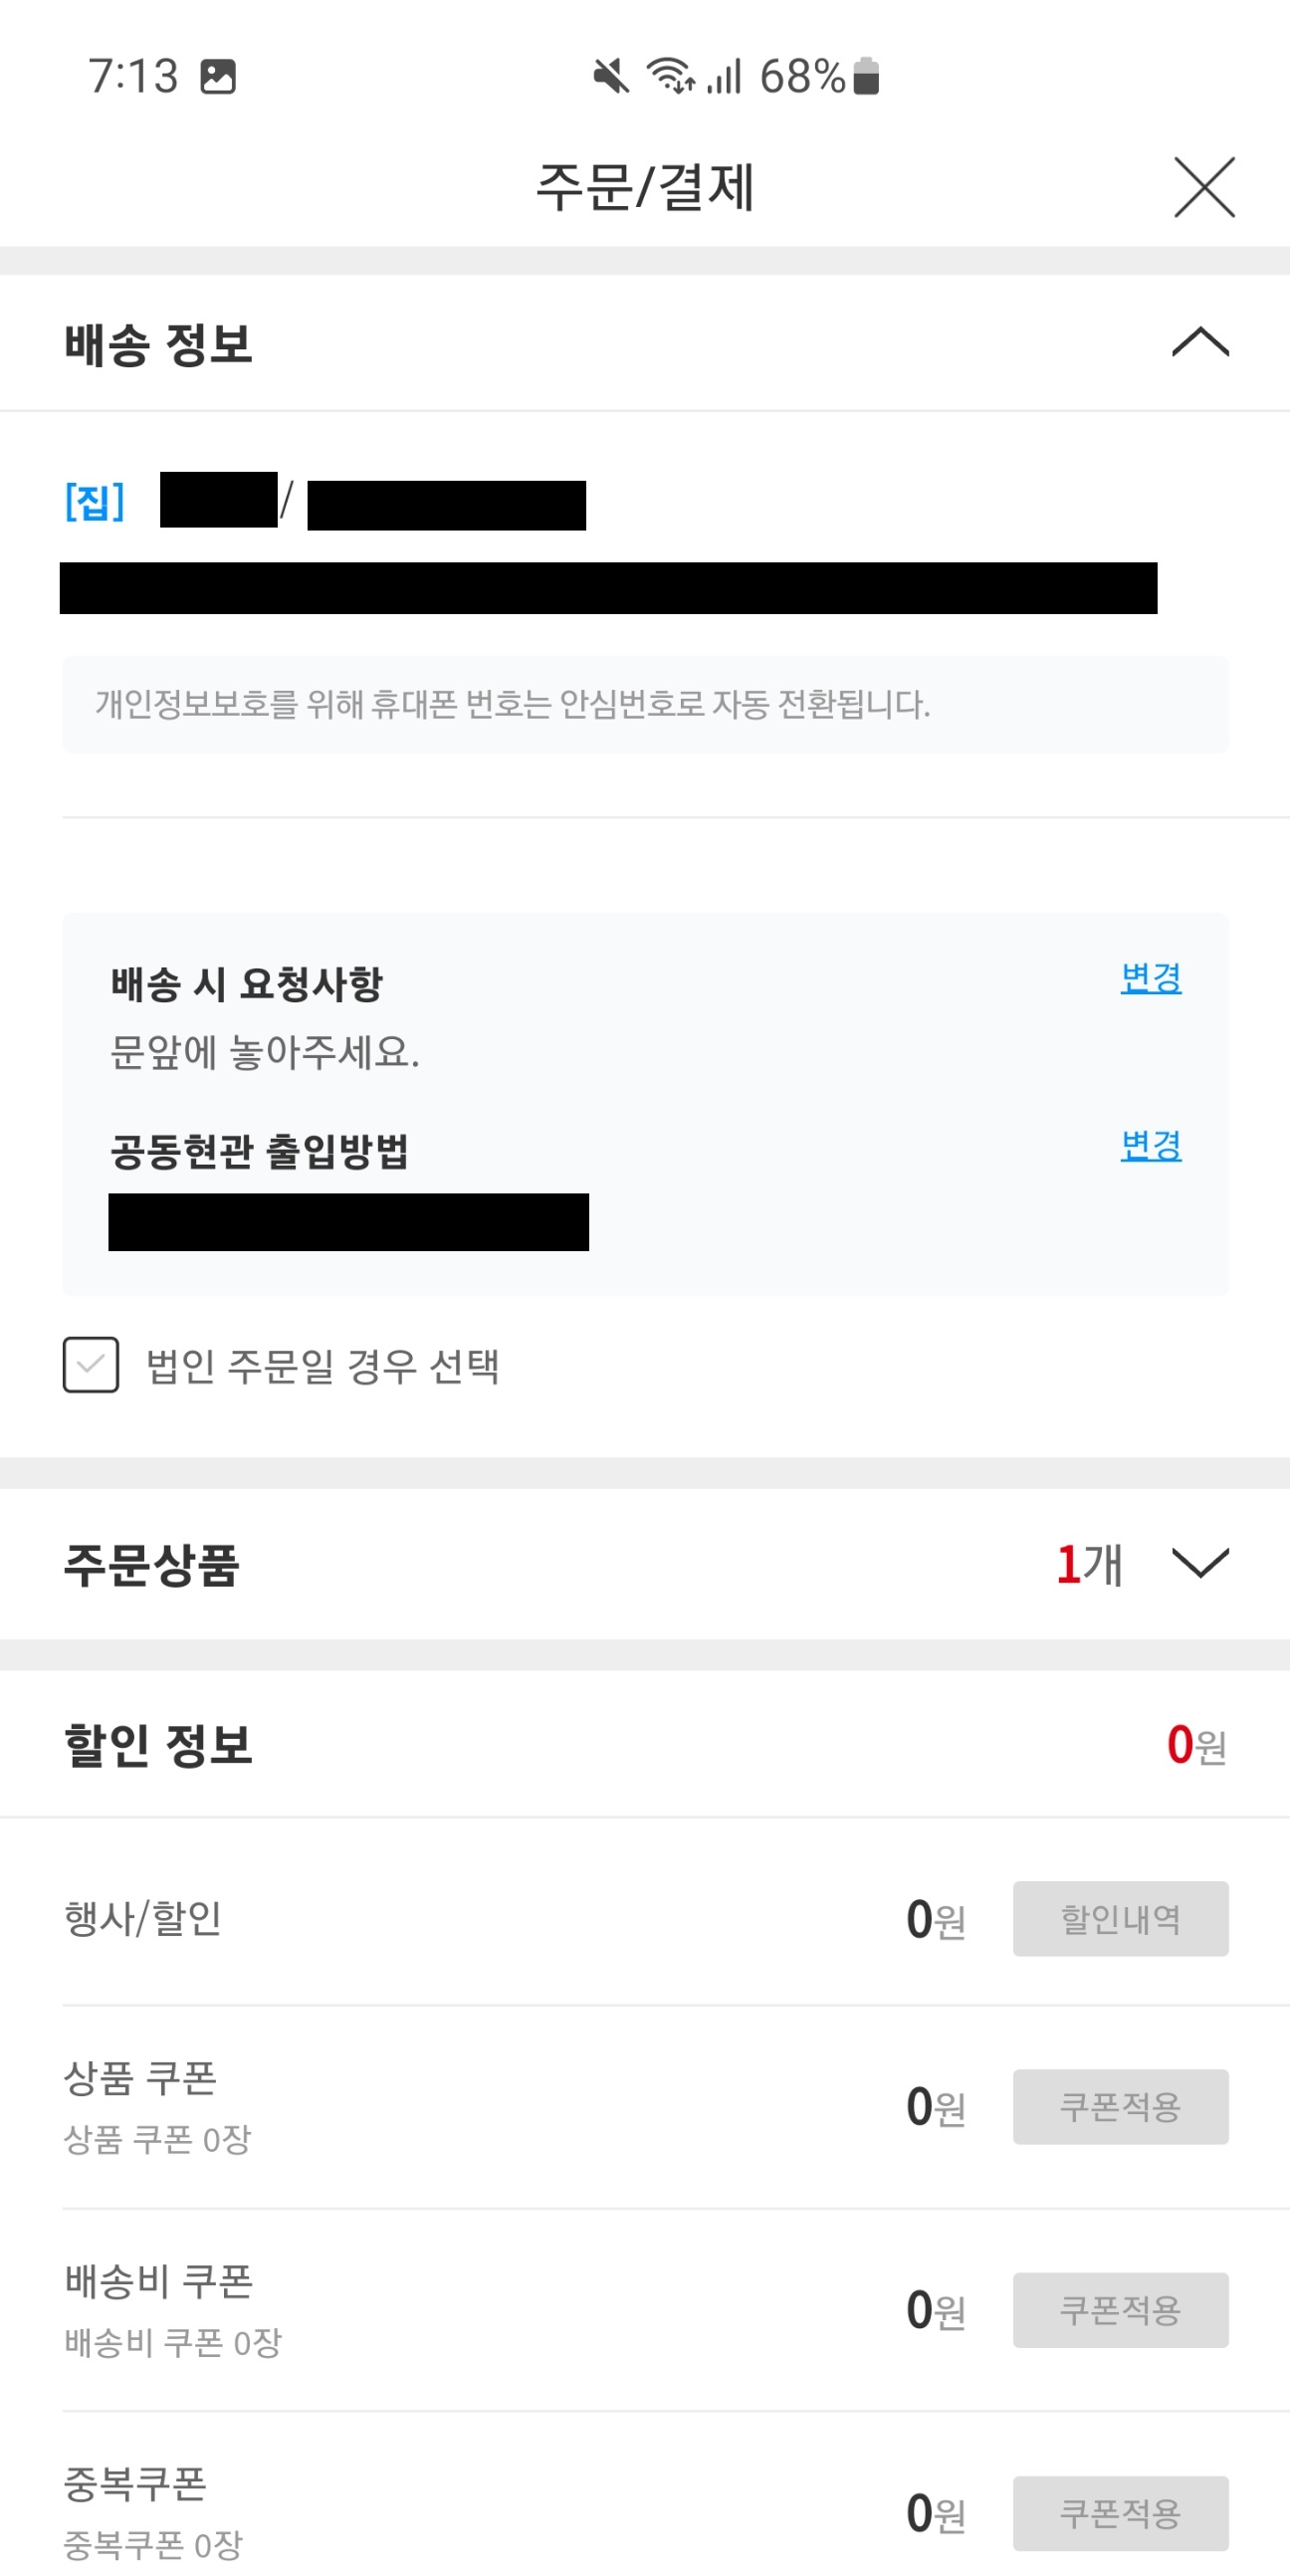 7:13 68%
주문/결제
배송 정보
[집] /
개인정보보호를 위해 휴대폰 번호는 안심번호로 자동 전환됩니다.
배송 시 요청사항 변경
문앞에 놓아주세요.
공동현관 출입방법 변경
법인 주문일 경우 선택
주문상품 1개
할인 정보 0원
행사/할인 0원 할인내역
상품 쿠폰 0원 쿠폰적용
상품 쿠폰 0장
배송비 쿠폰 0원 쿠폰적용
배송비 쿠폰 0장
중복쿠폰 0원 쿠폰적용
중복쿠폰 0장